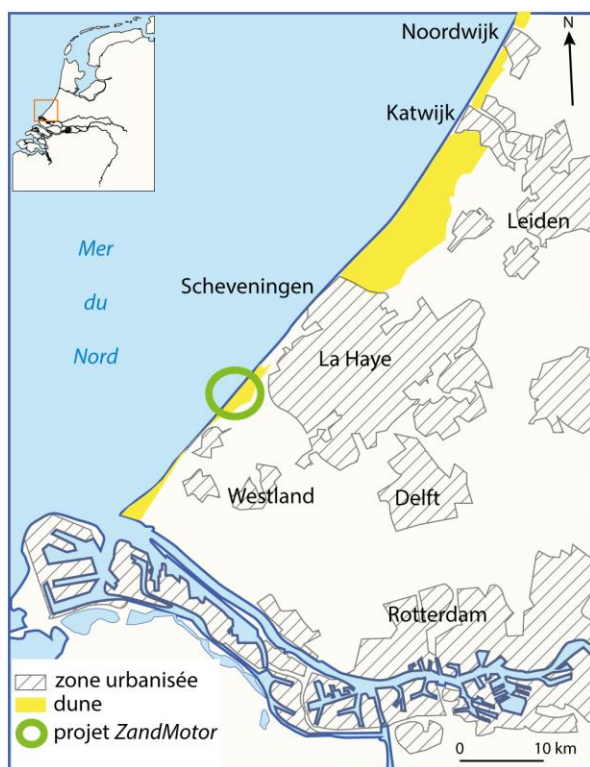 Noordwijk
N
Katwijk
Leiden
Mer
du
Nord
Scheveningen
La Haye
Westland
Delft
Rotterdam
zone urbanisée
dune
projet ZandMotor
0 10 km